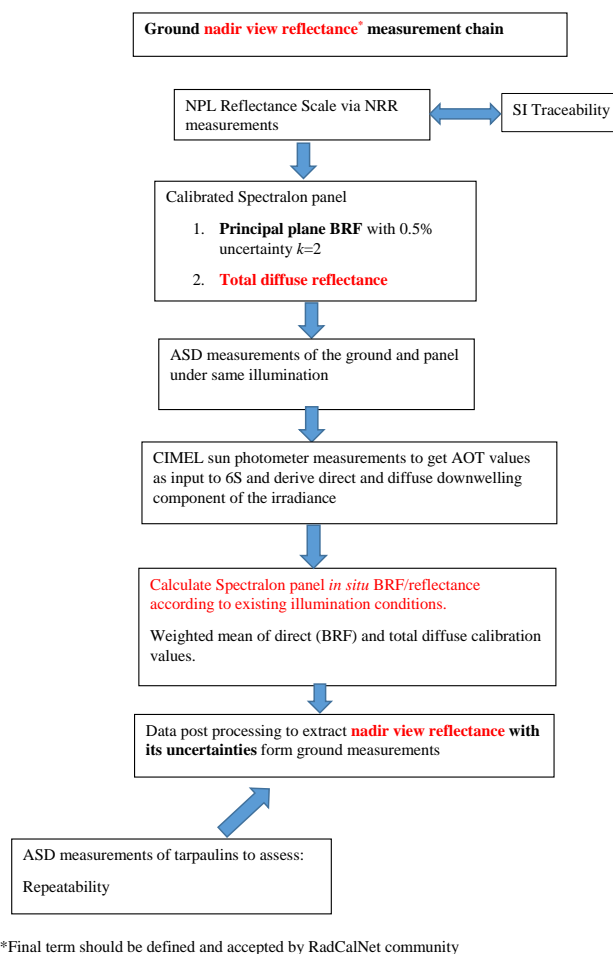 Ground nadir view reflectance* measurement chain
NPL Reflectance Scale via NRR
measurements
SI Traceability
Calibrated Spectralon panel
1. Principal plane BRF with 0.5%
uncertainty k=2
2. Total diffuse reflectance
ASD measurements of the ground and panel
under same illumination
CIMEL sun photometer measurements to get AOT values
as input to 6S and derive direct and diffuse downwelling
component of the irradiance
Calculate Spectralon panel in situ BRF/reflectance
according to existing illumination conditions.
Weighted mean of direct (BRF) and total diffuse calibration
values.
Data post processing to extract nadir view reflectance with
its uncertainties form ground measurements
ASD measurements of tarpaulins to assess:
Repeatability
*Final term should be defined and accepted by RadCalNet community